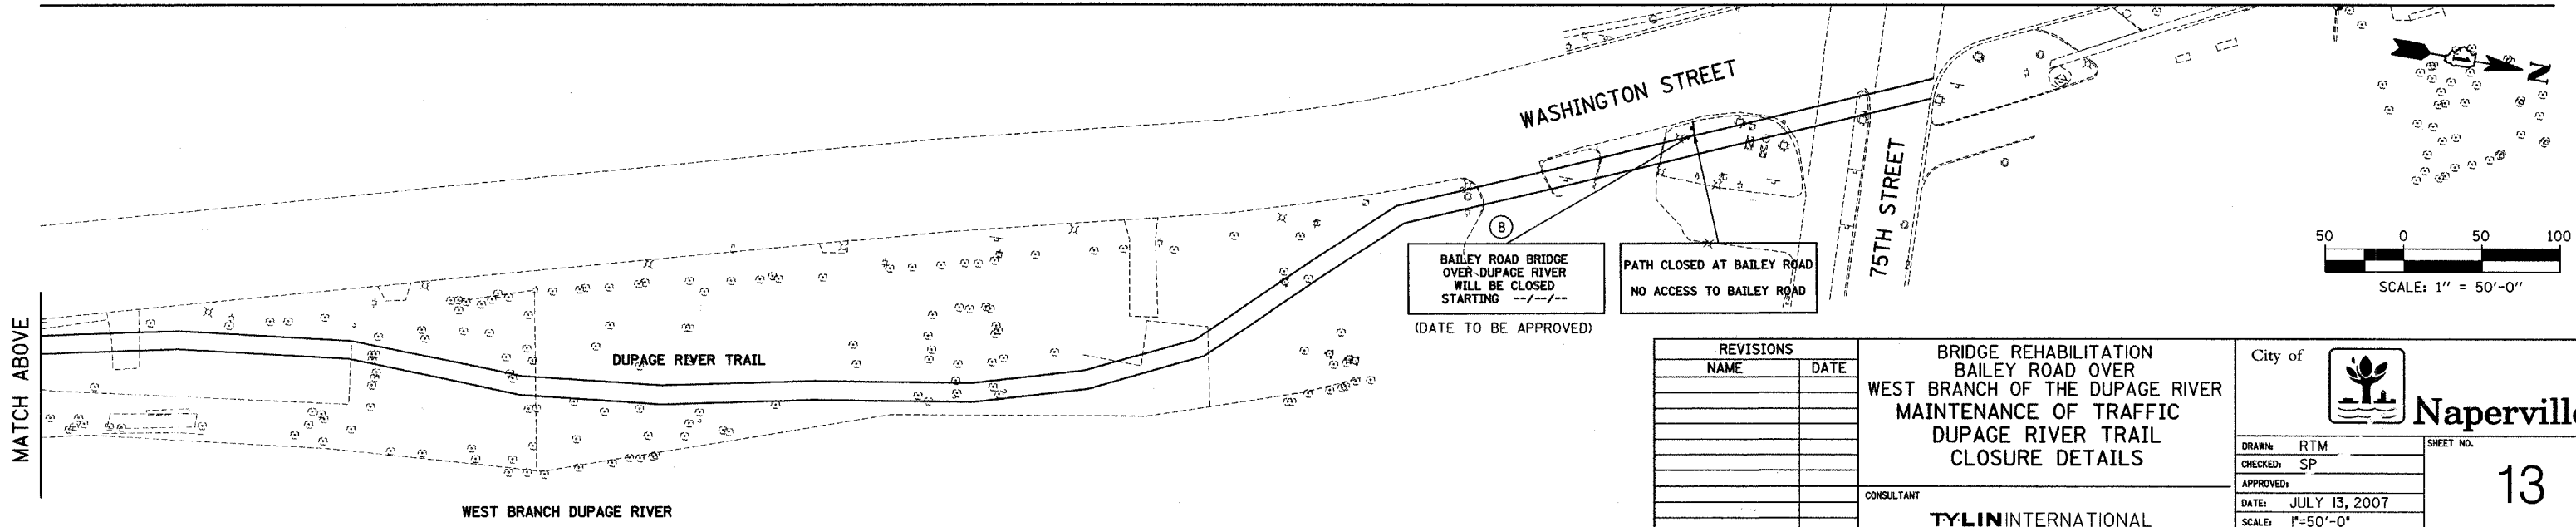 WASHINGTON STREET
75TH STREET
N
50 0 50 100
SCALE: 1" = 50'-0"
8
BAILEY ROAD BRIDGE
OVER DUPAGE RIVER
WILL BE CLOSED
STARTING --/--/--
(DATE TO BE APPROVED)
PATH CLOSED AT BAILEY ROAD
NO ACCESS TO BAILEY ROAD
MATCH ABOVE
DUPAGE RIVER TRAIL
WEST BRANCH DUPAGE RIVER
REVISIONS
NAME DATE
BRIDGE REHABILITATION
BAILEY ROAD OVER
WEST BRANCH OF THE DUPAGE RIVER
MAINTENANCE OF TRAFFIC
DUPAGE RIVER TRAIL
CLOSURE DETAILS
CONSULTANT
TYLIN INTERNATIONAL
City of
Naperville
DRAWN: RTM
CHECKED: SP
APPROVED:
DATE: JULY 13, 2007
SCALE: 1"=50'-0"
SHEET NO.
13